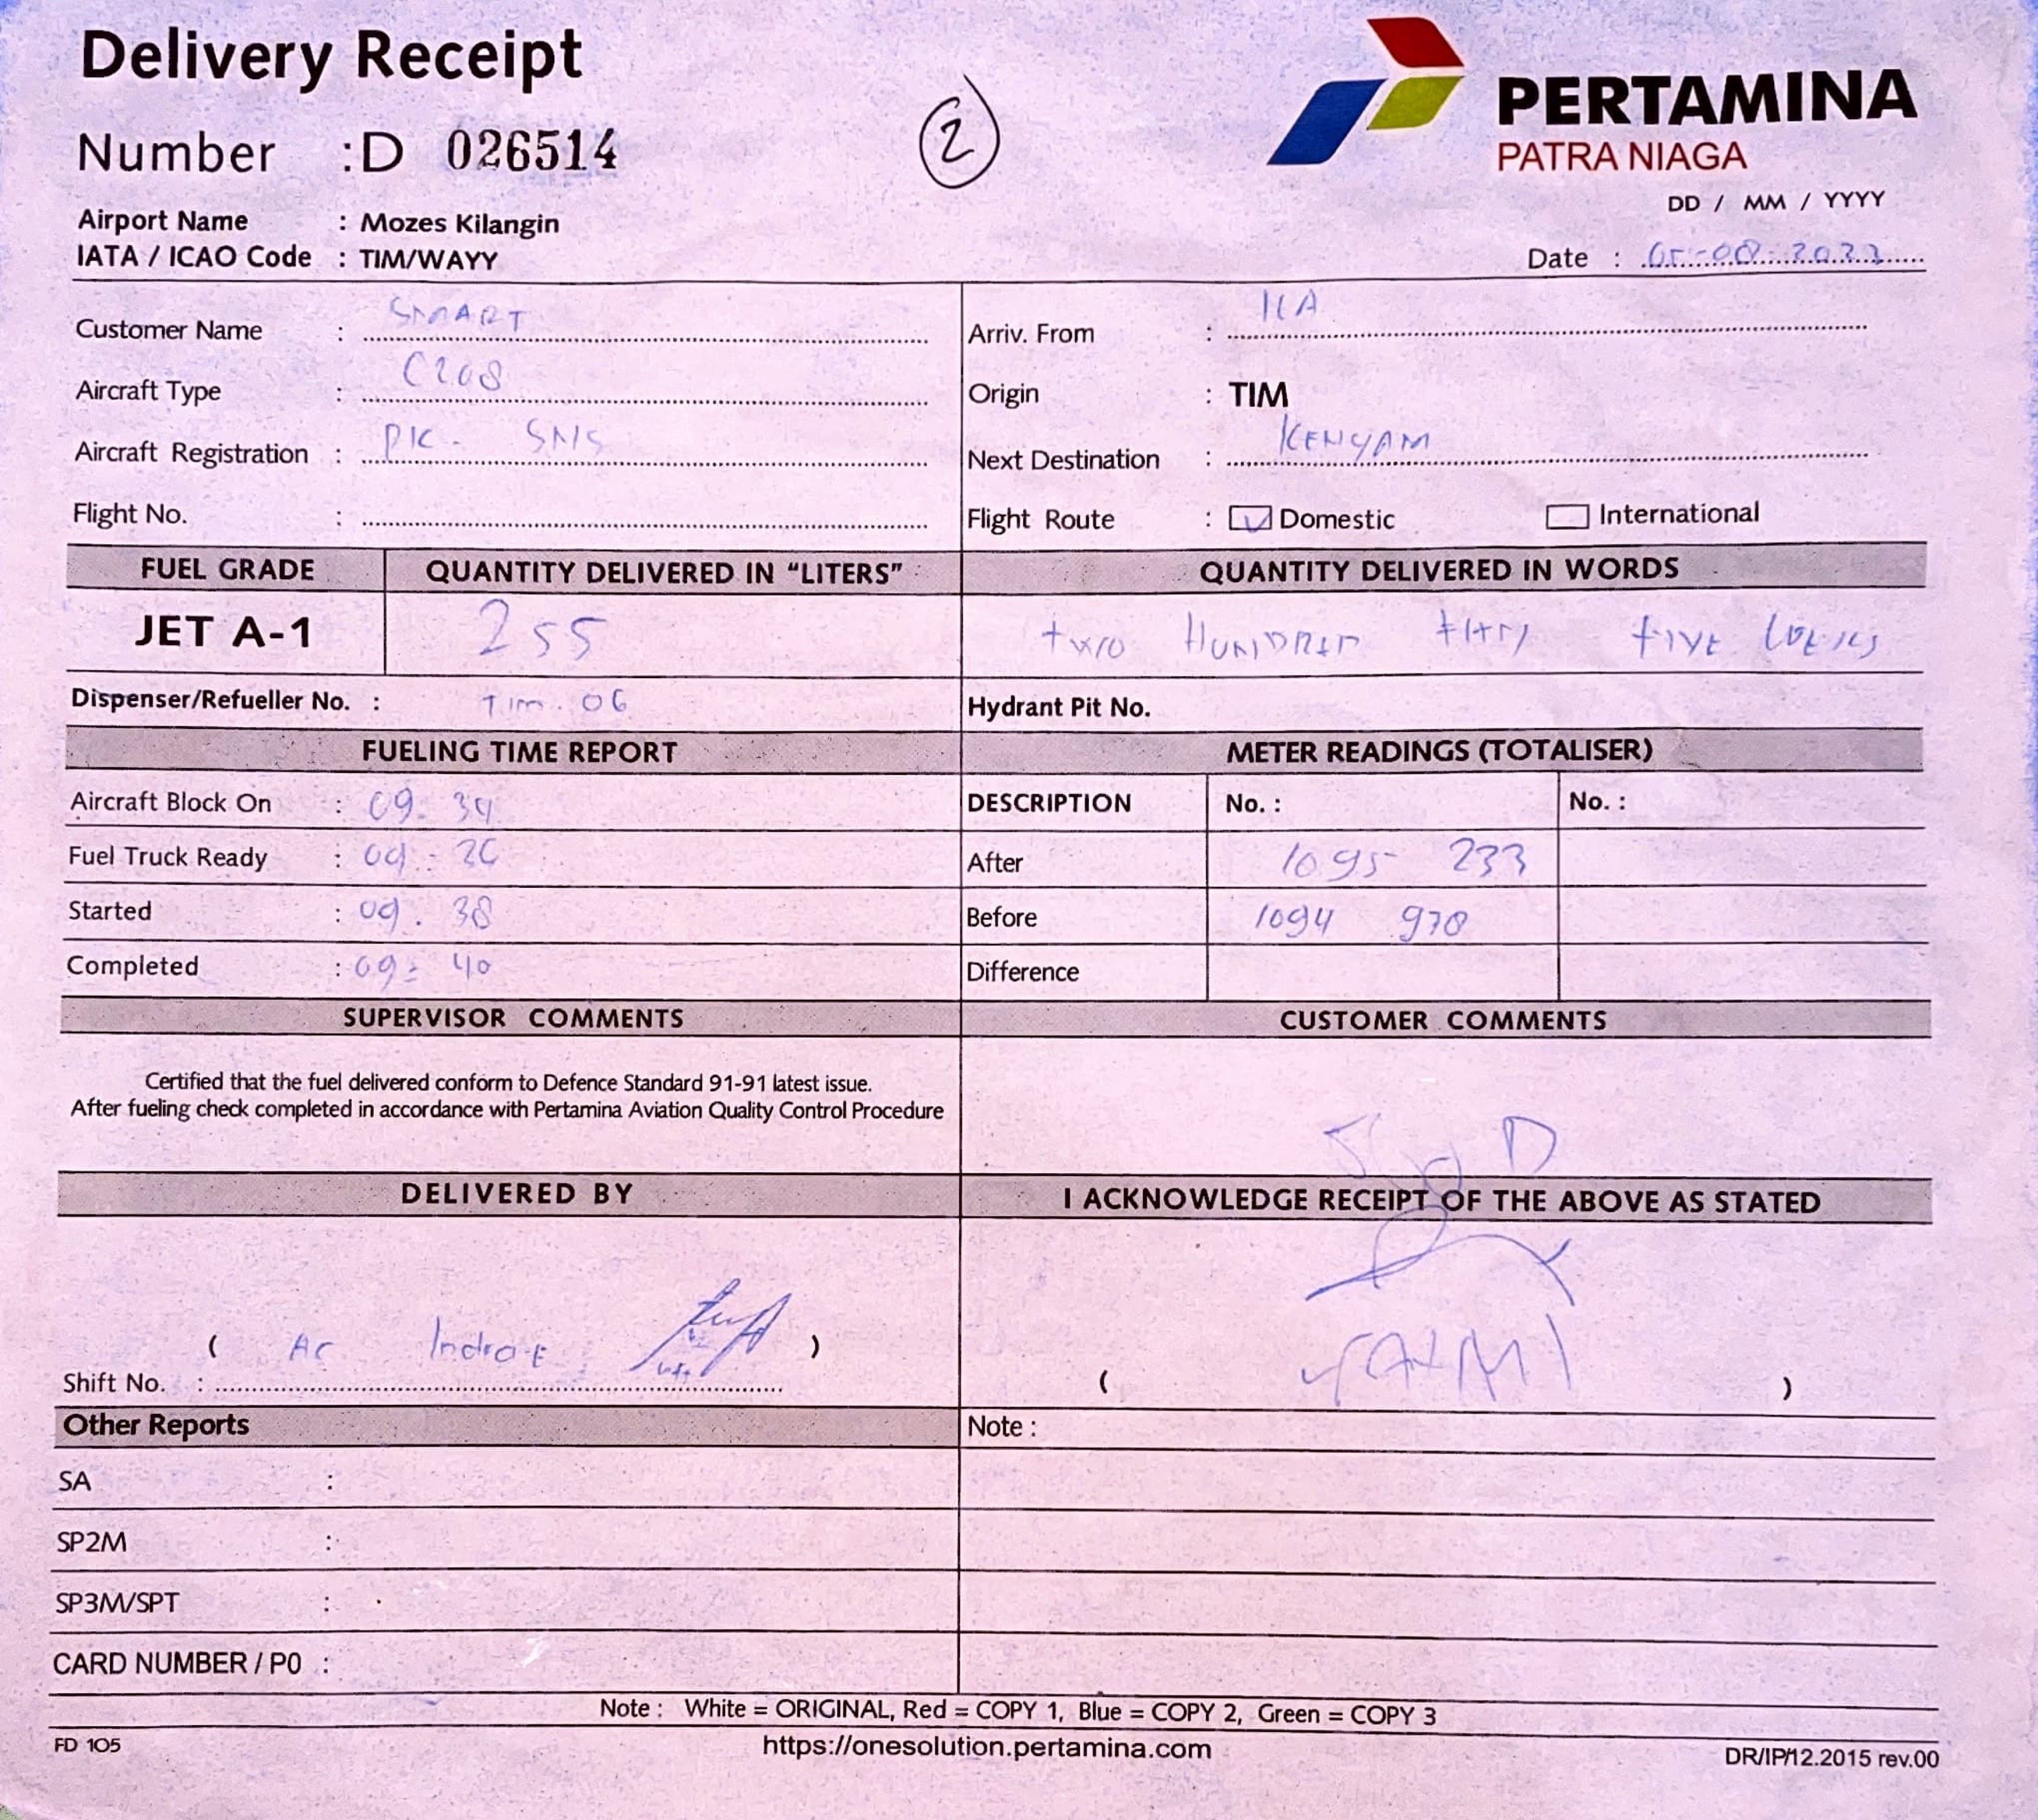 Delivery Receipt
Number :D 026514
2
PERTAMINA
PATRA NIAGA
DD / MM / YYYY
Airport Name : Mozes Kilangin
IATA / ICAO Code : TIM/WAYY
Date : 05-08-2022
Customer Name : SMART
Aircraft Type : C208
Aircraft Registration : PK - SNS
Flight No. :
Arriv. From :
Origin : TIM
Next Destination : KENYAM
Flight Route : Domestic International
FUEL GRADE QUANTITY DELIVERED IN “LITERS” QUANTITY DELIVERED IN WORDS
JET A-1 255 two HUNDRED FIVE
Dispenser/Refueller No. : TIM. 06 Hydrant Pit No.
FUELING TIME REPORT METER READINGS (TOTALISER)
Aircraft Block On : 09: 34 DESCRIPTION No. : No. :
Fuel Truck Ready : After 1095 233
Started : 09. 38 Before 1094 978
Completed : 09: 40 Difference
SUPERVISOR COMMENTS CUSTOMER COMMENTS
Certified that the fuel delivered conform to Defence Standard 91-91 latest issue.
After fueling check completed in accordance with Pertamina Aviation Quality Control Procedure
DELIVERED BY I ACKNOWLEDGE RECEIPT OF THE ABOVE AS STATED
( Indra E )
Shift No. : ( )
Other Reports Note :
SA :
SP2M :
SP3M/SPT :
CARD NUMBER / P0 :
Note : White = ORIGINAL, Red = COPY 1, Blue = COPY 2, Green = COPY 3
FD 105 https://onesolution.pertamina.com DR/IP/12.2015 rev.00